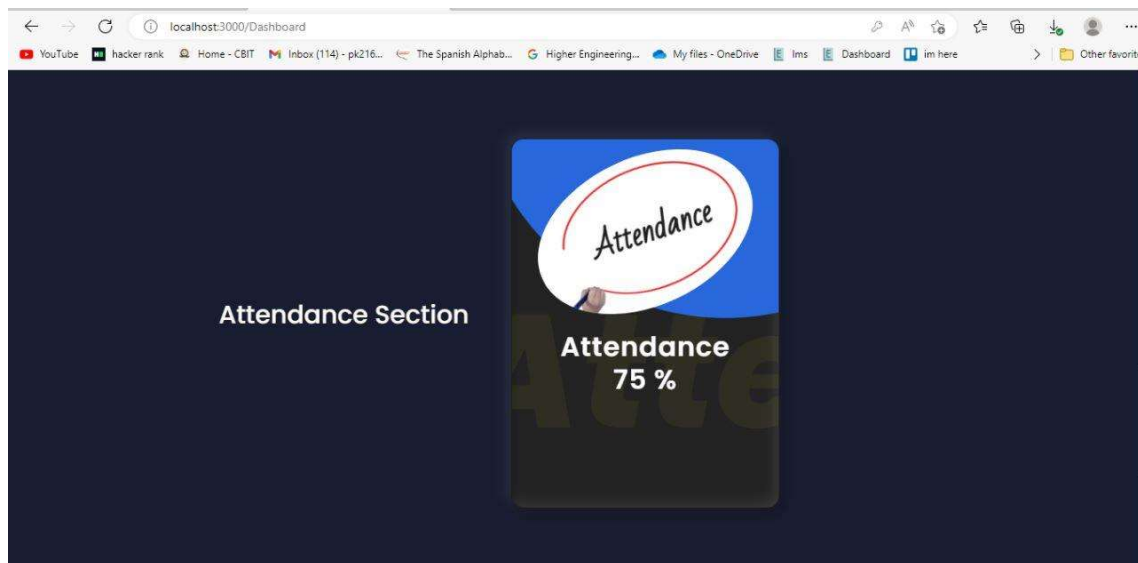 localhost:3000/Dashboard
YouTube hacker rank Home - CBIT Inbox (114) - pk216... The Spanish Alphab... Higher Engineering... My files - OneDrive lms Dashboard im here Other favorit
Attendance
Attendance Section
Atte
Attendance
75 %